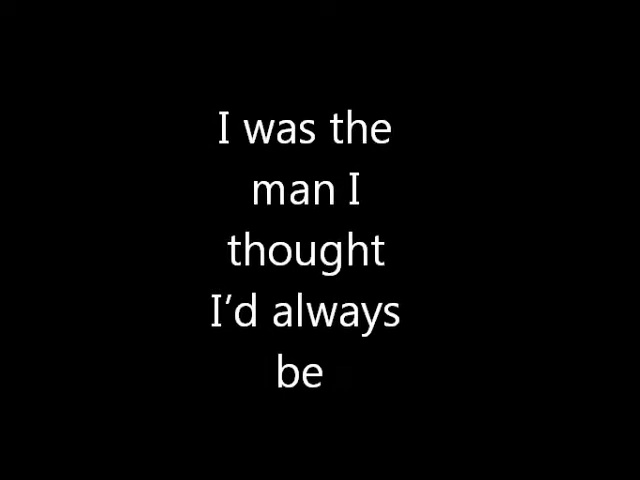 I was the
man I
thought
I’d always
be